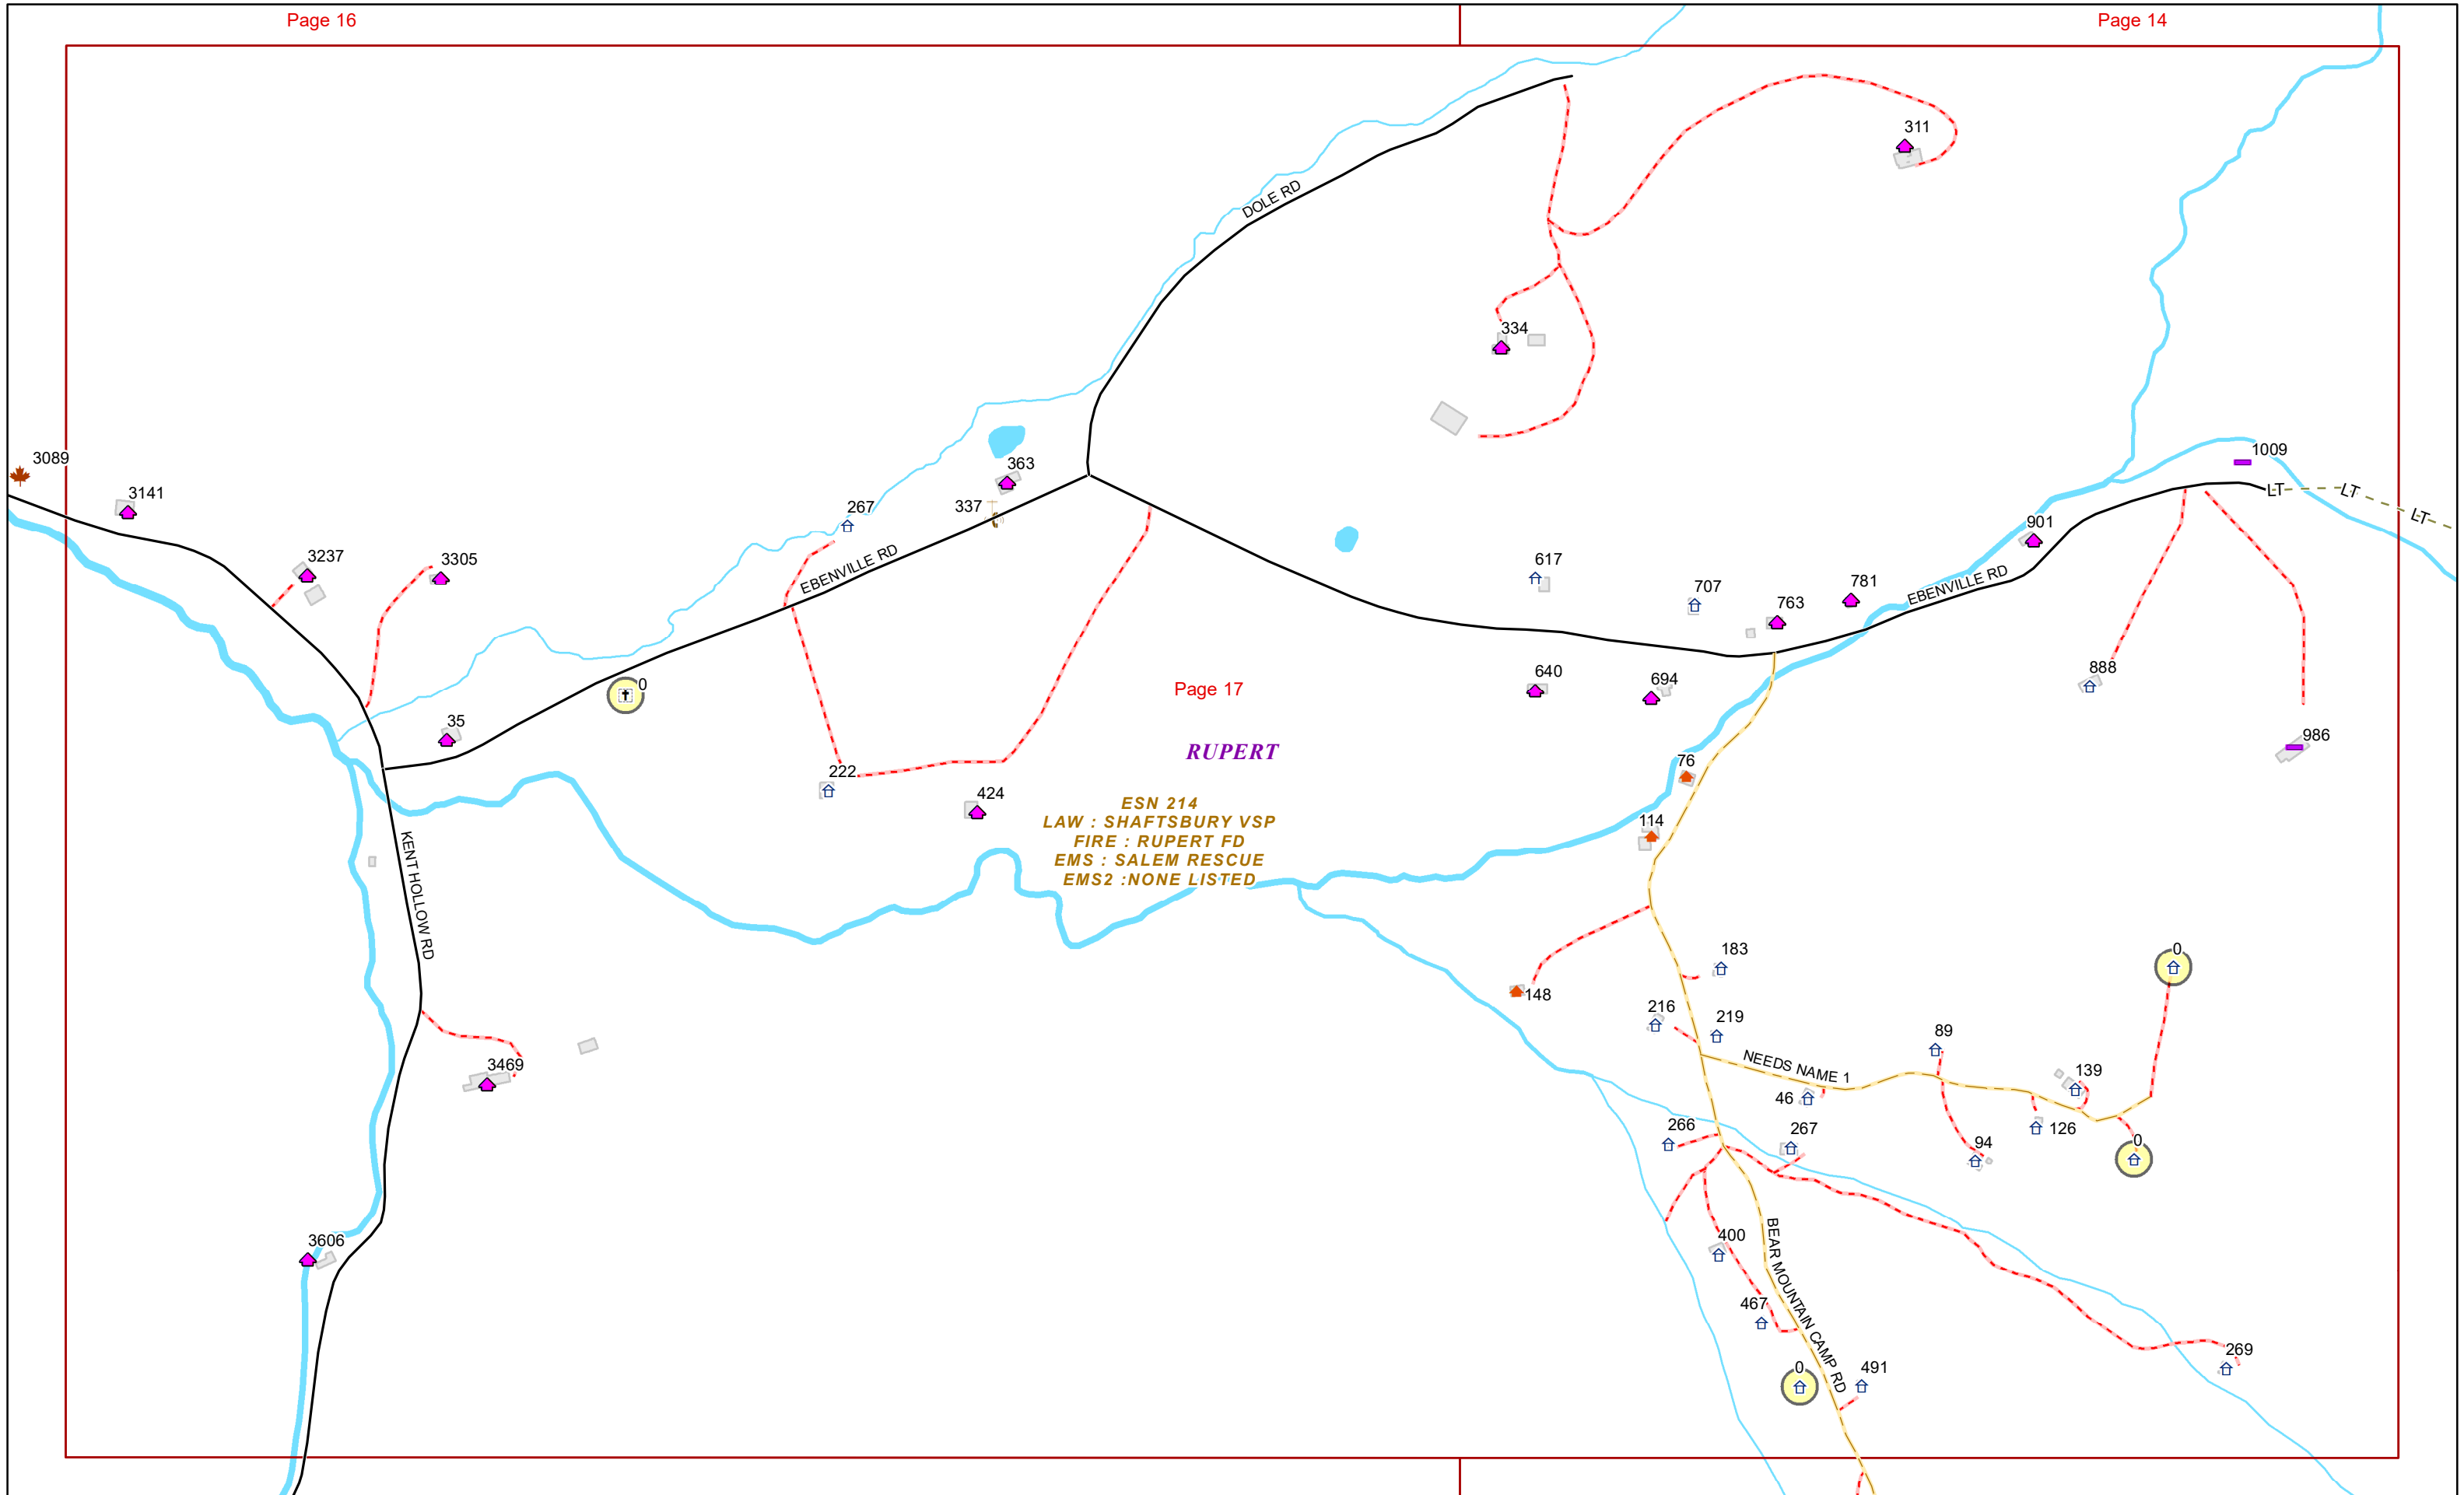 Page 16
Page 14
311
DOLE RD
334
3089
3141
363
1009
LT
LT
LT
267
337
901
3237
3305
EBENVILLE RD
617
707
781
EBENVILLE RD
763
0
640
694
888
Page 17
35
986
RUPERT
76
222
424
ESN 214
LAW : SHAFTSBURY VSP
FIRE : RUPERT FD
EMS : SALEM RESCUE
EMS2 :NONE LISTED
114
KENT HOLLOW RD
183
0
148
216
219
89
NEEDS NAME 1
3469
139
46
266
267
126
94
0
3606
400
BEAR MOUNTAIN CAMP RD
467
269
0
491